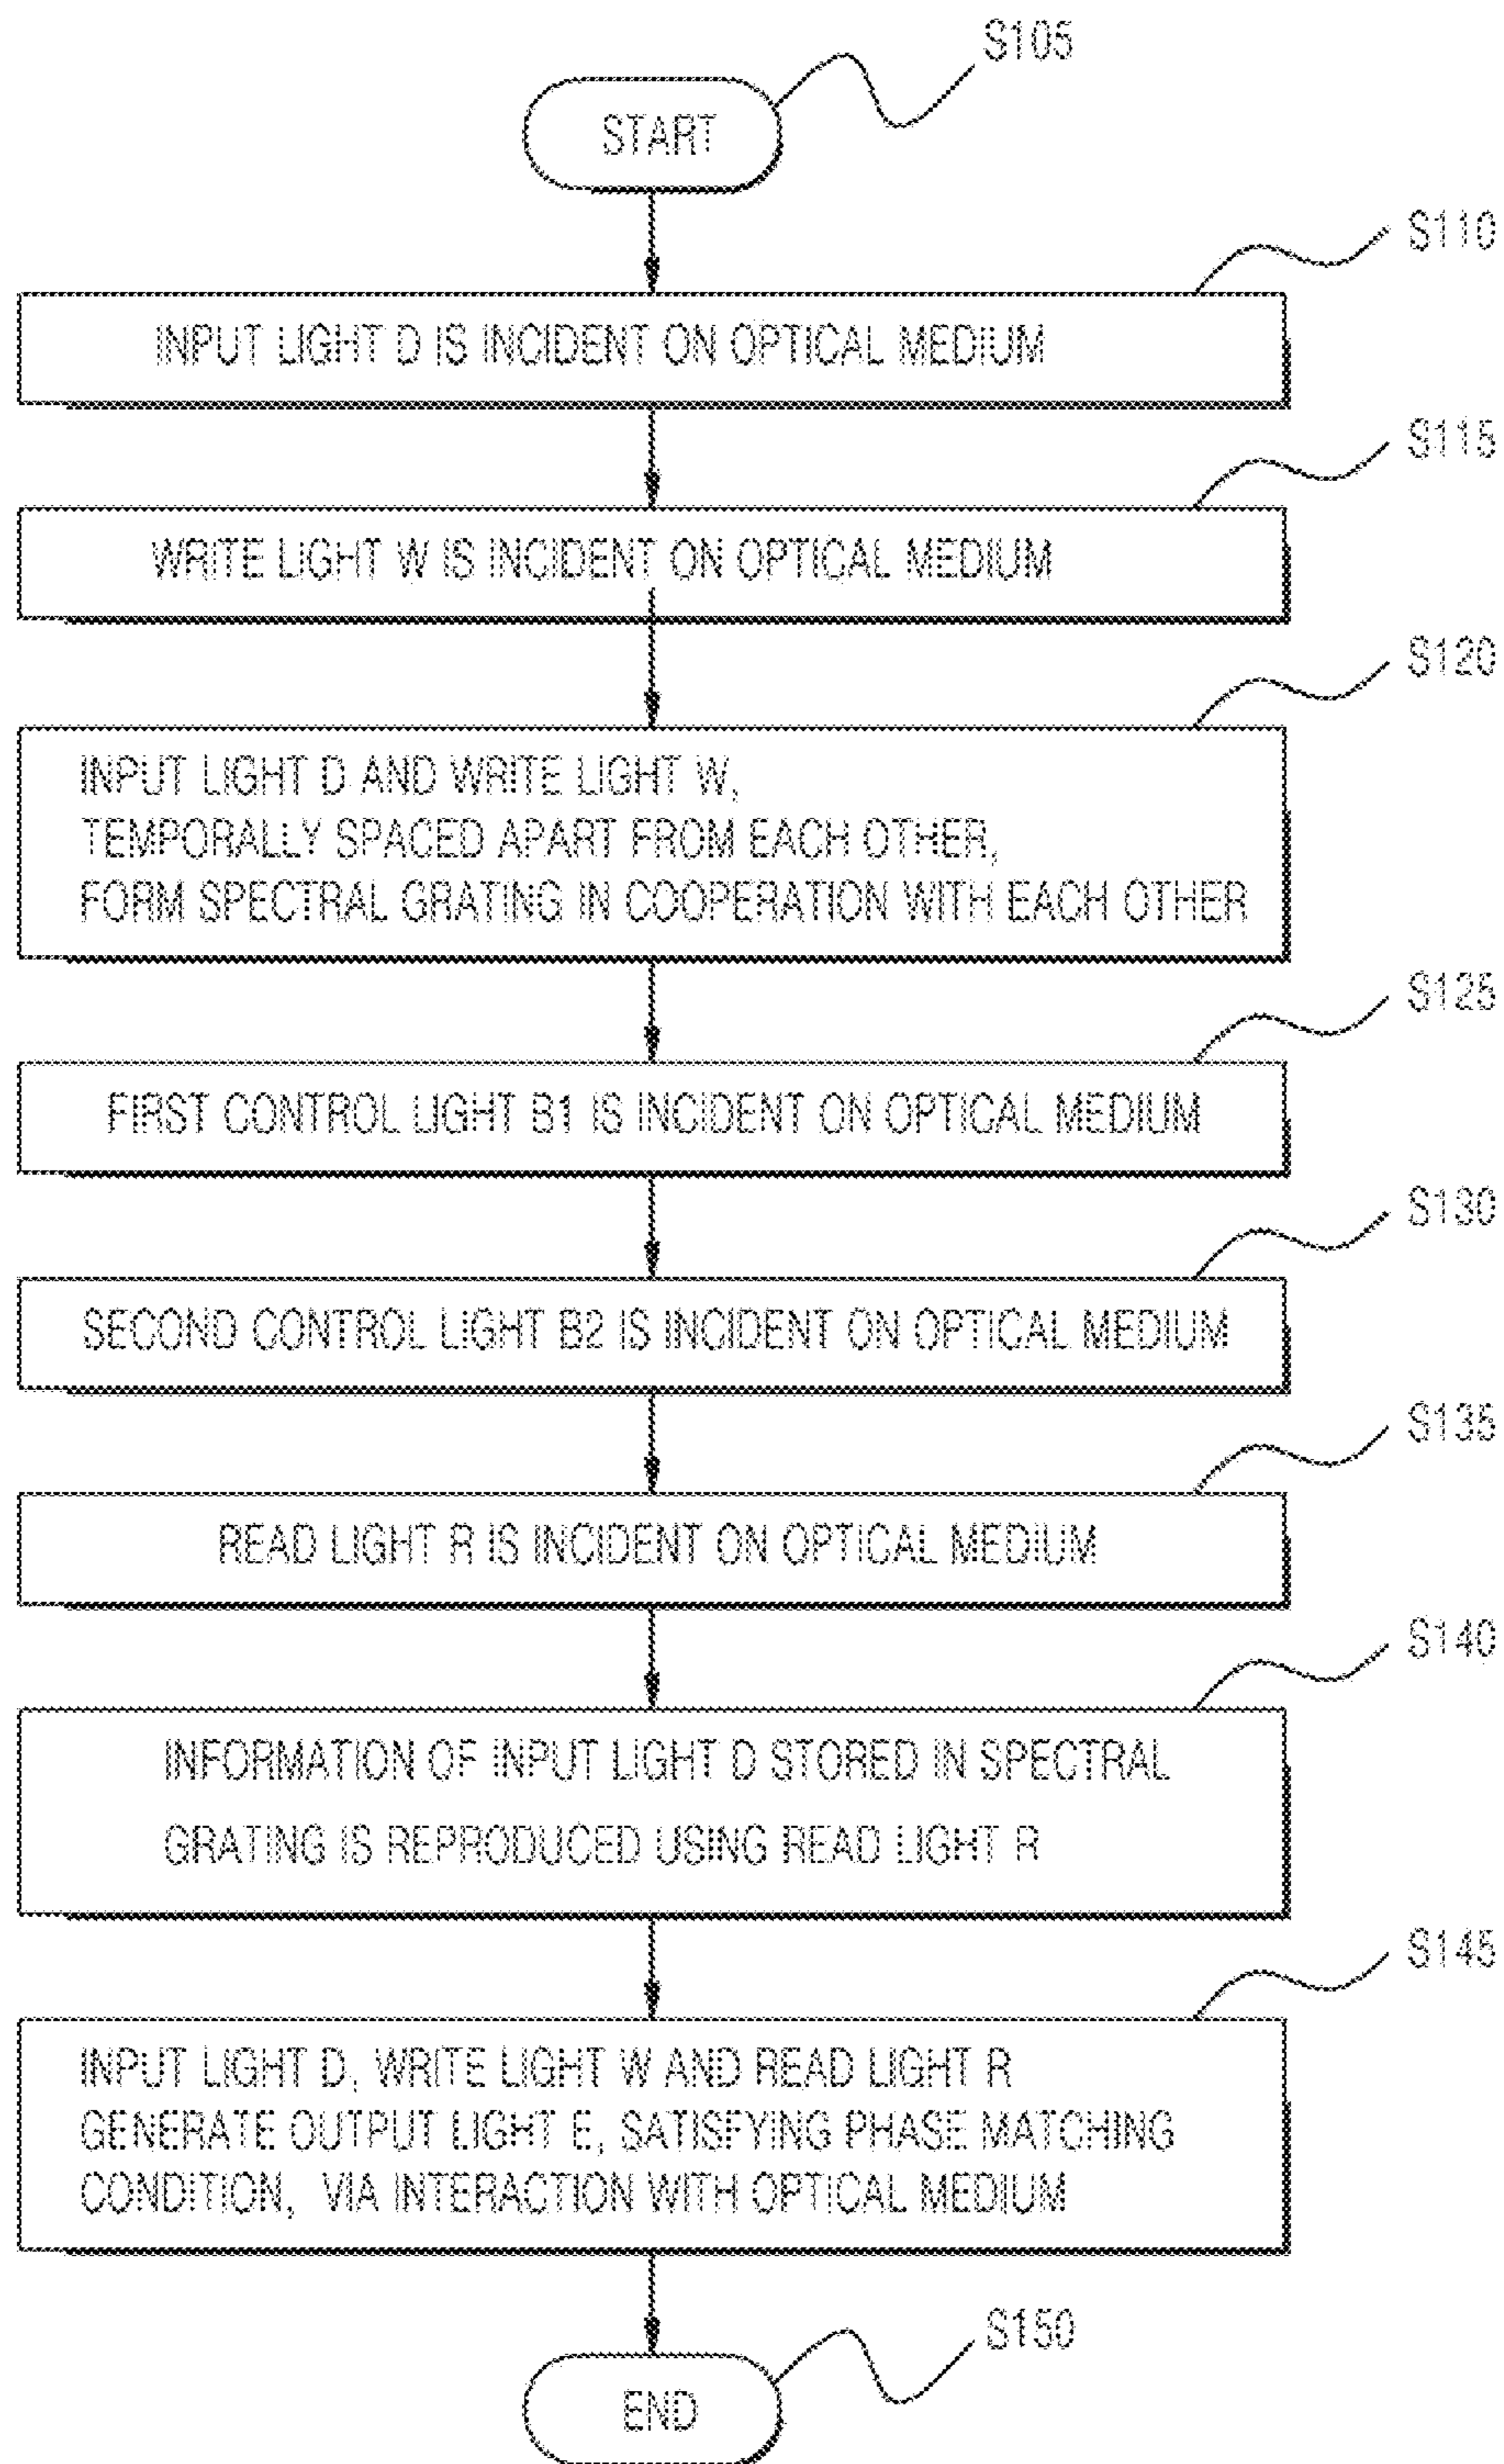 S105
START
S110
INPUT LIGHT D IS INCIDENT ON OPTICAL MEDIUM
S115
WRITE LIGHT W IS INCIDENT ON OPTICAL MEDIUM
S120
INPUT LIGHT D AND WRITE LIGHT W,
TEMPORALLY SPACED APART FROM EACH OTHER,
FORM SPECTRAL GRATING IN COOPERATION WITH EACH OTHER
S125
FIRST CONTROL LIGHT B1 IS INCIDENT ON OPTICAL MEDIUM
S130
SECOND CONTROL LIGHT B2 IS INCIDENT ON OPTICAL MEDIUM
S135
READ LIGHT R IS INCIDENT ON OPTICAL MEDIUM
S140
INFORMATION OF INPUT LIGHT D STORED IN SPECTRAL
GRATING IS REPRODUCED USING READ LIGHT R
S145
INPUT LIGHT D, WRITE LIGHT W AND READ LIGHT R
GENERATE OUTPUT LIGHT E, SATISFYING PHASE MATCHING
CONDITION, VIA INTERACTION WITH OPTICAL MEDIUM
S150
END